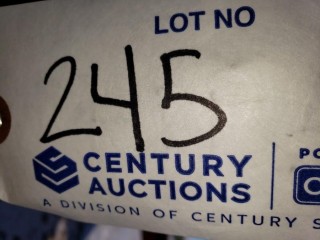 LOT NO
245
CENTURY
AUCTIONS
A DIVISION OF CENTURY